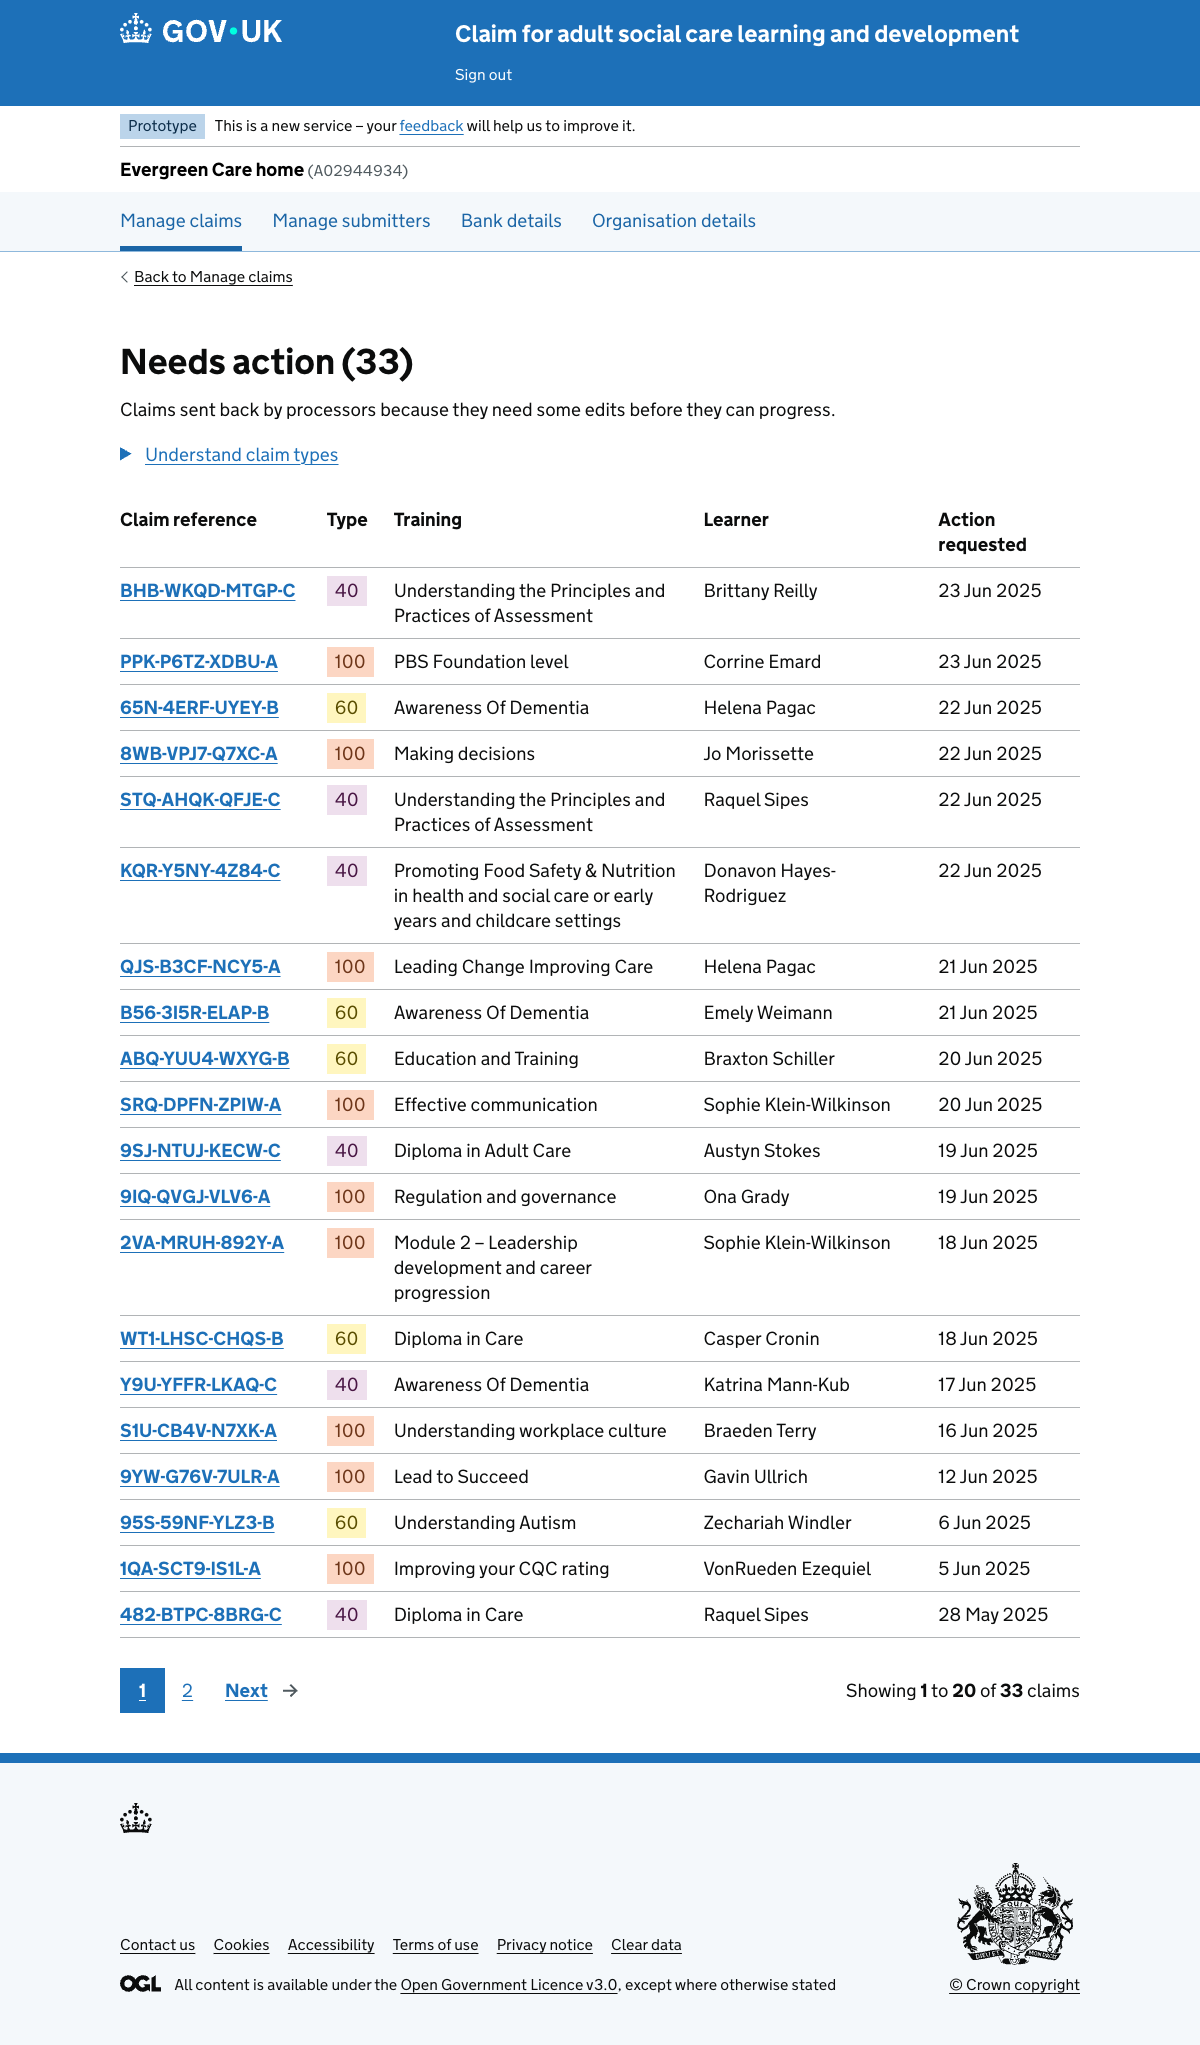 GOV·UK
Claim for adult social care learning and development
Sign out
Prototype This is a new service – your feedback will help us to improve it.
Evergreen Care home (A02944934)
Manage claims Manage submitters Bank details Organisation details
Back to Manage claims
Needs action (33)
Claims sent back by processors because they need some edits before they can progress.
Understand claim types
Claim reference Type Training Learner Action
requested
BHB-WKQD-MTGP-C 40 Understanding the Principles and Brittany Reilly 23 Jun 2025
Practices of Assessment
PPK-P6TZ-XDBU-A 100 PBS Foundation level Corrine Emard 23 Jun 2025
65N-4ERF-UYEY-B 60 Awareness Of Dementia Helena Pagac 22 Jun 2025
8WB-VPJ7-Q7XC-A 100 Making decisions Jo Morissette 22 Jun 2025
STQ-AHQK-QFJE-C 40 Understanding the Principles and Raquel Sipes 22 Jun 2025
Practices of Assessment
KQR-Y5NY-4Z84-C 40 Promoting Food Safety & Nutrition Donavon Hayes- 22 Jun 2025
in health and social care or early Rodriguez
years and childcare settings
QJS-B3CF-NCY5-A 100 Leading Change Improving Care Helena Pagac 21 Jun 2025
B56-3I5R-ELAP-B 60 Awareness Of Dementia Emely Weimann 21 Jun 2025
ABQ-YUU4-WXYG-B 60 Education and Training Braxton Schiller 20 Jun 2025
SRQ-DPFN-ZPIW-A 100 Effective communication Sophie Klein-Wilkinson 20 Jun 2025
9SJ-NTUJ-KECW-C 40 Diploma in Adult Care Austyn Stokes 19 Jun 2025
9IQ-QVGJ-VLV6-A 100 Regulation and governance Ona Grady 19 Jun 2025
2VA-MRUH-892Y-A 100 Module 2 – Leadership Sophie Klein-Wilkinson 18 Jun 2025
development and career
progression
WT1-LHSC-CHQS-B 60 Diploma in Care Casper Cronin 18 Jun 2025
Y9U-YFFR-LKAQ-C 40 Awareness Of Dementia Katrina Mann-Kub 17 Jun 2025
S1U-CB4V-N7XK-A 100 Understanding workplace culture Braeden Terry 16 Jun 2025
9YW-G76V-7ULR-A 100 Lead to Succeed Gavin Ullrich 12 Jun 2025
95S-59NF-YLZ3-B 60 Understanding Autism Zechariah Windler 6 Jun 2025
1QA-SCT9-IS1L-A 100 Improving your CQC rating VonRueden Ezequiel 5 Jun 2025
482-BTPC-8BRG-C 40 Diploma in Care Raquel Sipes 28 May 2025
1 2 Next → Showing 1 to 20 of 33 claims
Contact us Cookies Accessibility Terms of use Privacy notice Clear data
OGL All content is available under the Open Government Licence v3.0, except where otherwise stated
© Crown copyright